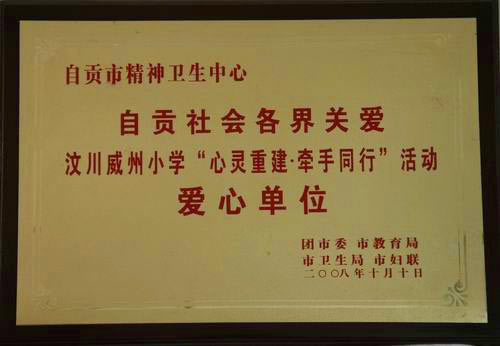 自贡市精神卫生中心
自贡社会各界关爱
汶川威州小学“心灵重建·牵手同行”活动
爱心单位
团市委 市教育局
市卫生局 市妇联
二〇〇八年十月十日